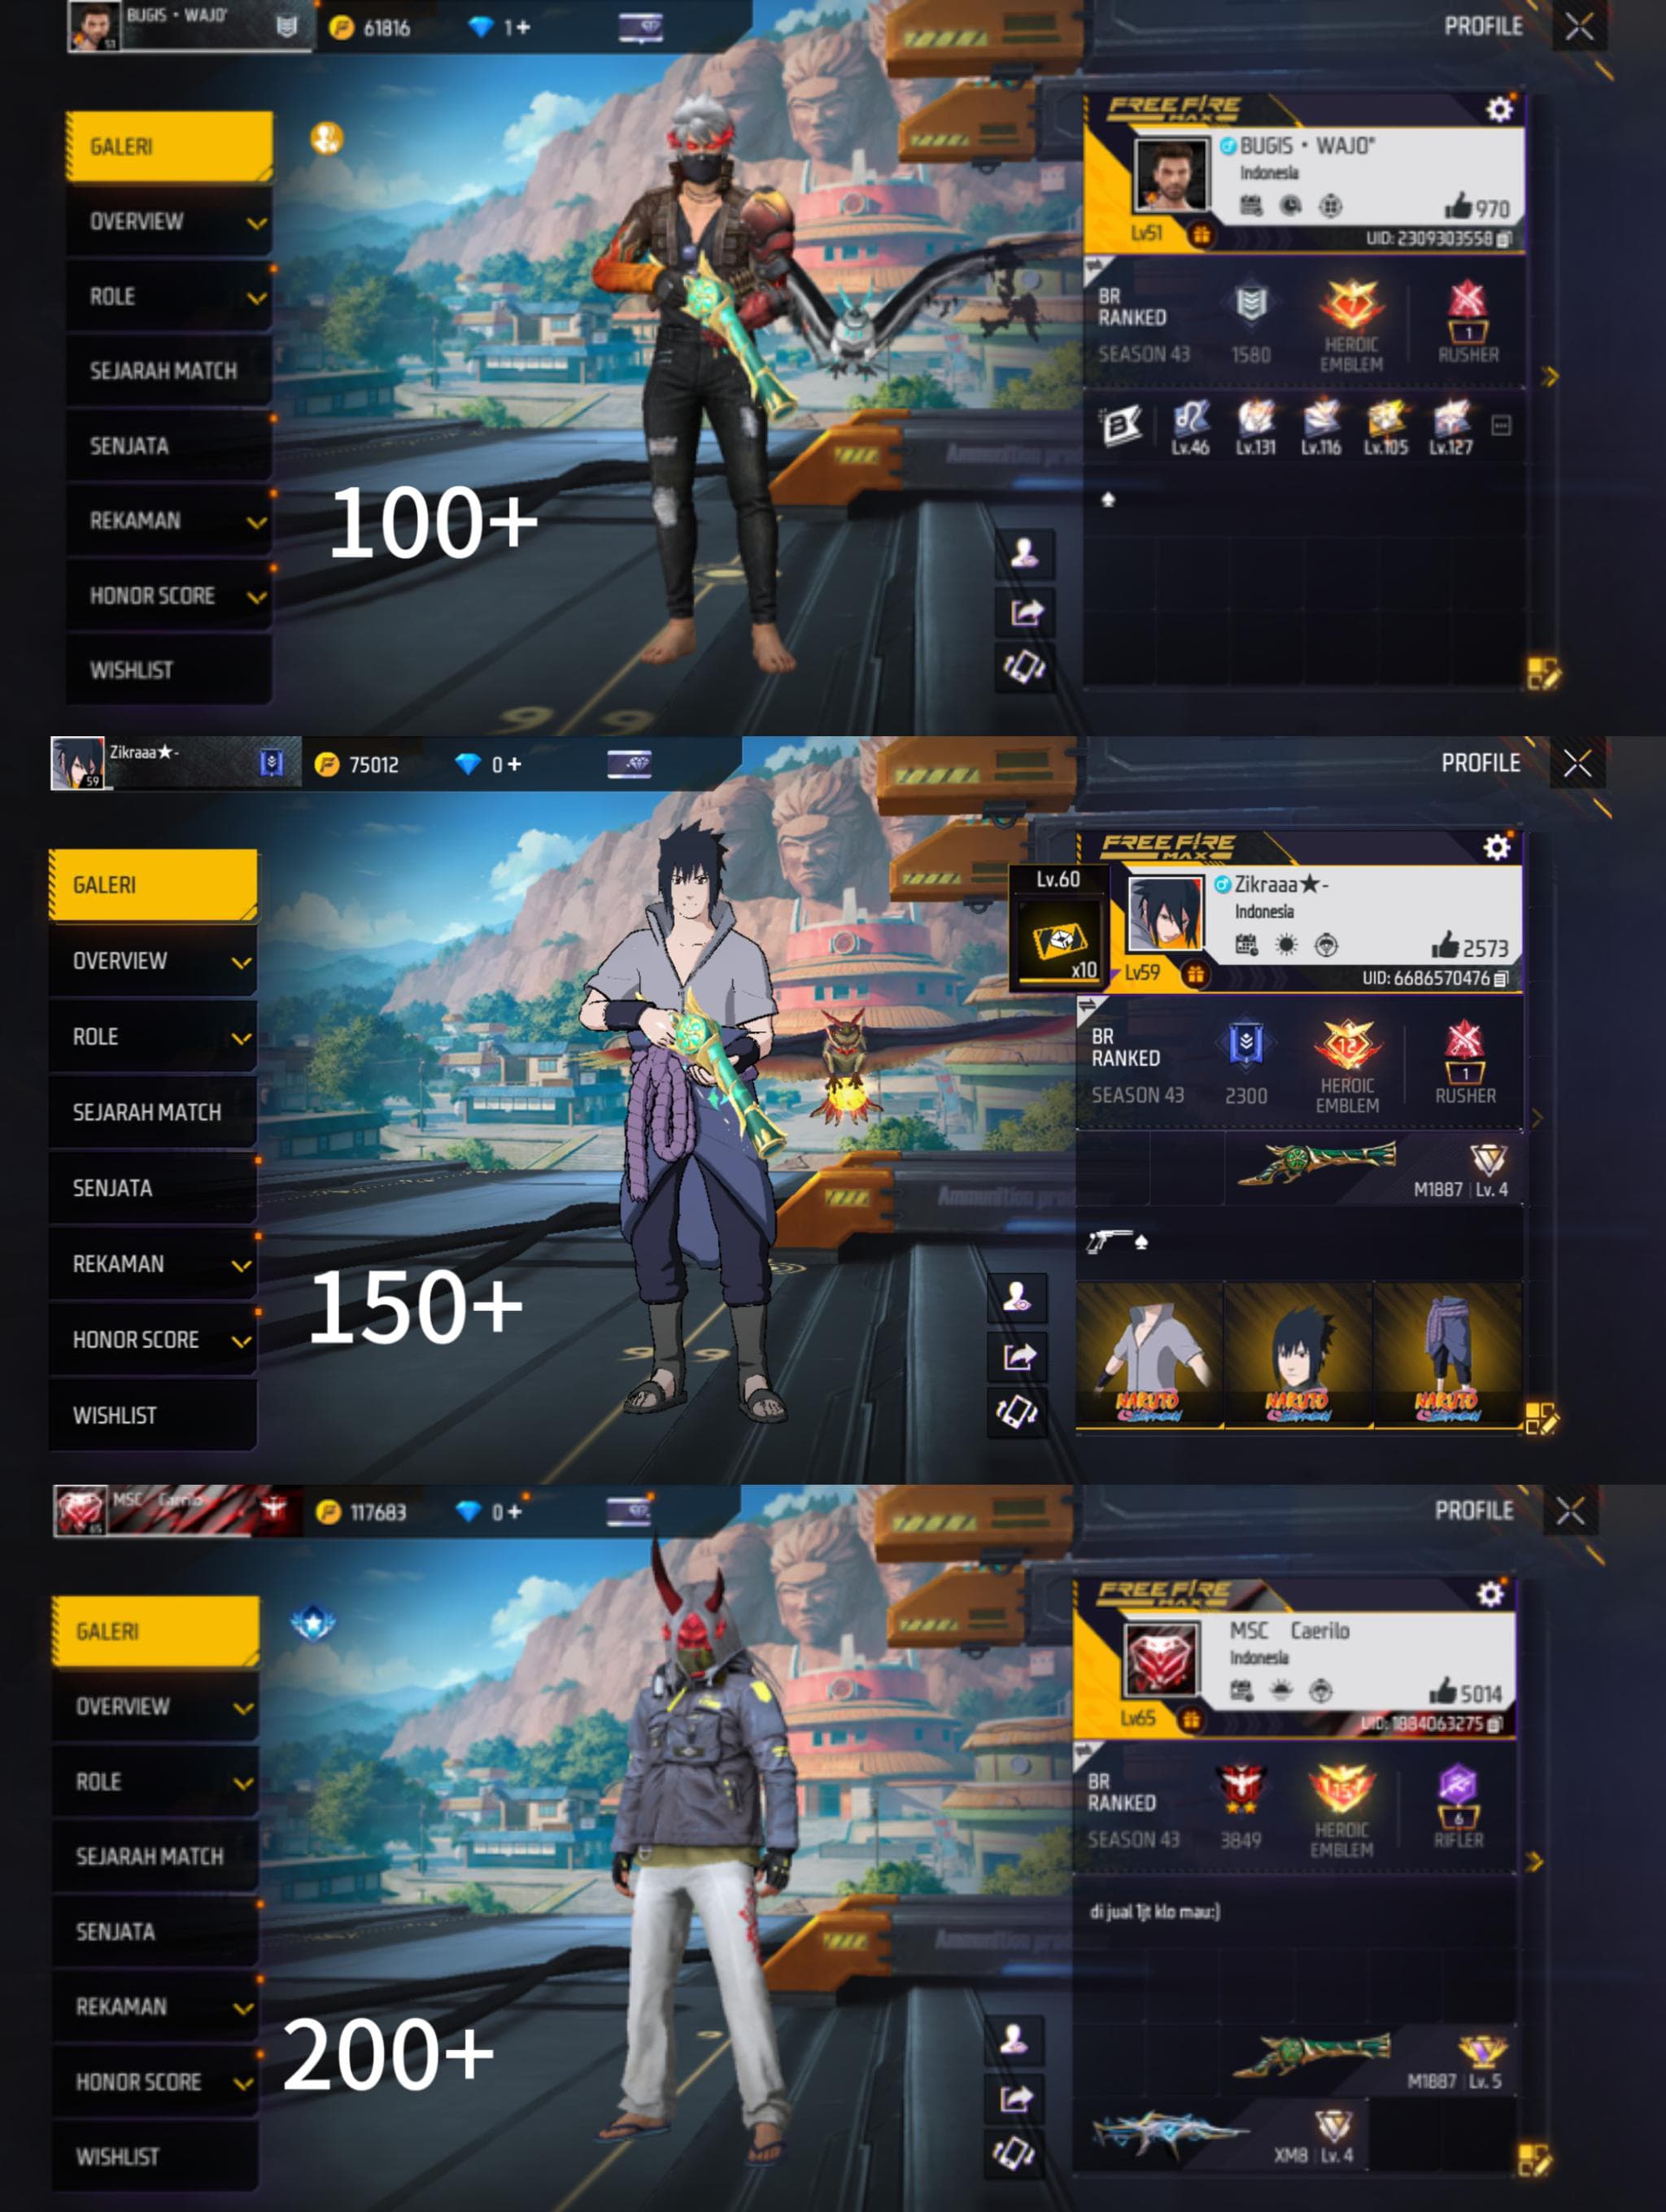 BUGIS • WAJO°
51
61816
1 +
PROFILE
GALERI
OVERVIEW
ROLE
SEJARAH MATCH
SENJATA
REKAMAN
HONOR SCORE
WISHLIST
100+
FREE FIRE
MAX
BUGIS • WAJO°
Indonesia
970
Lv51
UID: 2309303558
BR
RANKED
SEASON 43
1580
7
HEROIC
EMBLEM
1
RUSHER
Lv.46
Lv.131
Lv.116
Lv.105
Lv.127
♠
Zikraaa★-
59
75012
0 +
PROFILE
GALERI
OVERVIEW
ROLE
SEJARAH MATCH
SENJATA
REKAMAN
HONOR SCORE
WISHLIST
150+
Lv.60
x10
FREE FIRE
MAX
Zikraaa★-
Indonesia
2573
Lv59
UID: 6686570476
BR
RANKED
SEASON 43
2300
12
HEROIC
EMBLEM
1
RUSHER
M1887 | Lv. 4
♠
NARUTO
NARUTO
NARUTO
MSC Caerilo
65
117683
0 +
PROFILE
GALERI
OVERVIEW
ROLE
SEJARAH MATCH
SENJATA
REKAMAN
HONOR SCORE
WISHLIST
200+
FREE FIRE
MAX
MSC Caerilo
Indonesia
5014
Lv65
UID: 1884063275
BR
RANKED
SEASON 43
3849
15
HEROIC
EMBLEM
6
RIFLER
di jual 1jt klo mau:)
M1887 | Lv. 5
XM8 | Lv. 4